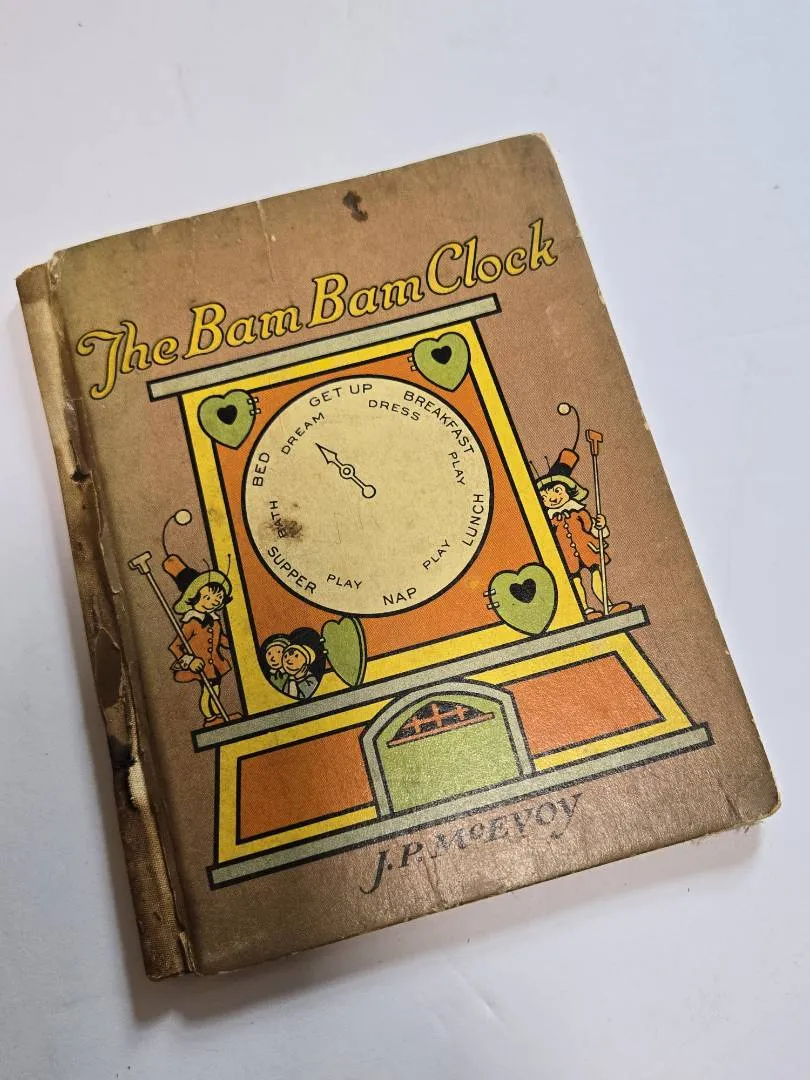 The Bam Bam Clock
GET UP
BREAKFAST
LUNCH
NAP
SUPPER
BED
DREAM
DRESS
PLAY
PLAY
PLAY
BATH
J.P. McEVOY